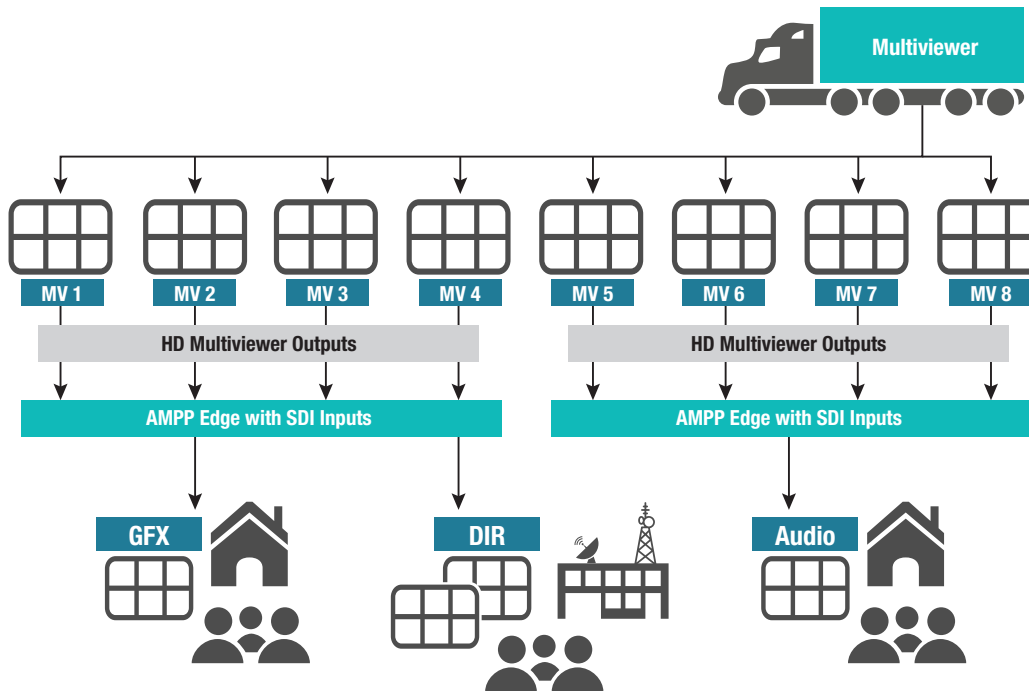 Multiviewer
MV 1
MV 2
MV 3
MV 4
MV 5
MV 6
MV 7
MV 8
HD Multiviewer Outputs
HD Multiviewer Outputs
AMPP Edge with SDI Inputs
AMPP Edge with SDI Inputs
GFX
DIR
Audio